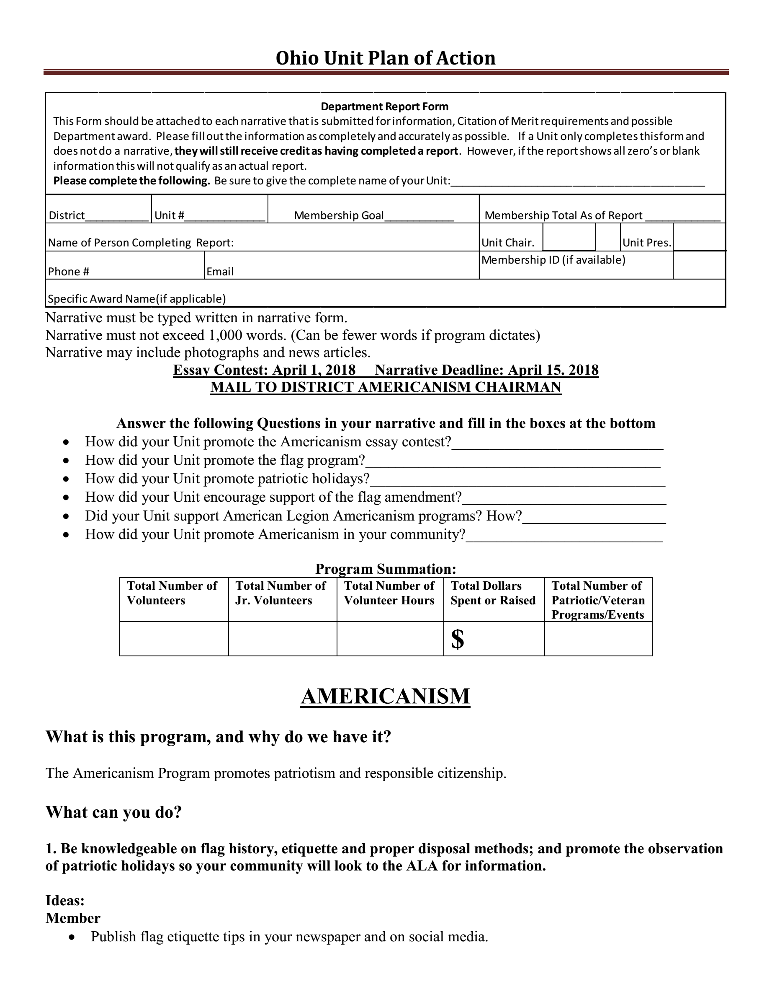 Ohio Unit Plan of Action
Department Report Form
This Form should be attached to each narrative that is submitted for information, Citation of Merit requirements and possible
Department award.  Please fill out the information as completely and accurately as possible.   If a Unit only completes this form and
does not do a narrative, they will still receive credit as having completed a report.  However, if the report shows all zero's or blank
information this will not qualify as an actual report.
Please complete the following.  Be sure to give the complete name of your Unit:___________________________________________
District___________ Unit #______________ Membership Goal____________ Membership Total As of Report _____________
Name of Person Completing  Report: Unit Chair. Unit Pres.
Membership ID (if available)
Phone # Email
Specific Award Name(if applicable)
Narrative must be typed written in narrative form.
Narrative must not exceed 1,000 words. (Can be fewer words if program dictates)
Narrative may include photographs and news articles.
Essay Contest: April 1, 2018     Narrative Deadline: April 15. 2018
MAIL TO DISTRICT AMERICANISM CHAIRMAN
Answer the following Questions in your narrative and fill in the boxes at the bottom
• How did your Unit promote the Americanism essay contest?____________________________
• How did your Unit promote the flag program?_______________________________________
• How did your Unit promote patriotic holidays?_______________________________________
• How did your Unit encourage support of the flag amendment?___________________________
• Did your Unit support American Legion Americanism programs? How?___________________
• How did your Unit promote Americanism in your community?__________________________
Program Summation:
Total Number of Total Number of Total Number of Total Dollars Total Number of
Volunteers Jr. Volunteers Volunteer Hours Spent or Raised Patriotic/Veteran
Programs/Events
$
AMERICANISM
What is this program, and why do we have it?
The Americanism Program promotes patriotism and responsible citizenship.
What can you do?
1. Be knowledgeable on flag history, etiquette and proper disposal methods; and promote the observation
of patriotic holidays so your community will look to the ALA for information.
Ideas:
Member
• Publish flag etiquette tips in your newspaper and on social media.